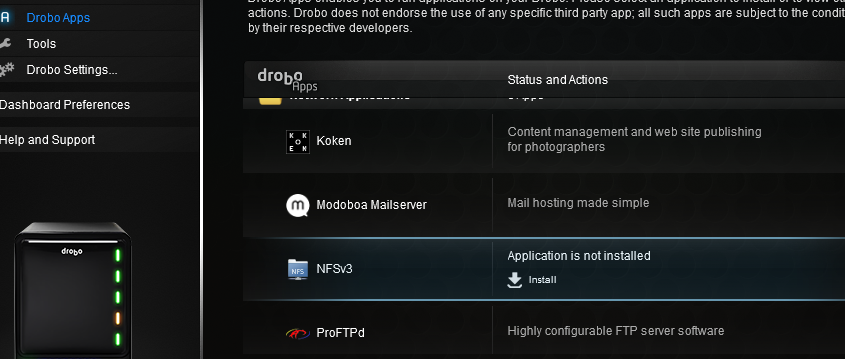 Drobo Apps
Tools
Drobo Settings...
Dashboard Preferences
Help and Support
drobo
actions. Drobo does not endorse the use of any specific third party app; all such apps are subject to the
by their respective developers.
drobo
Apps
Status and Actions
Koken
KK
O
EN
Content management and web site publishing
for photographers
m
Modoboa Mailserver
Mail hosting made simple
NFS
NFSv3
Application is not installed
Install
ProFTPd
Highly configurable FTP server software